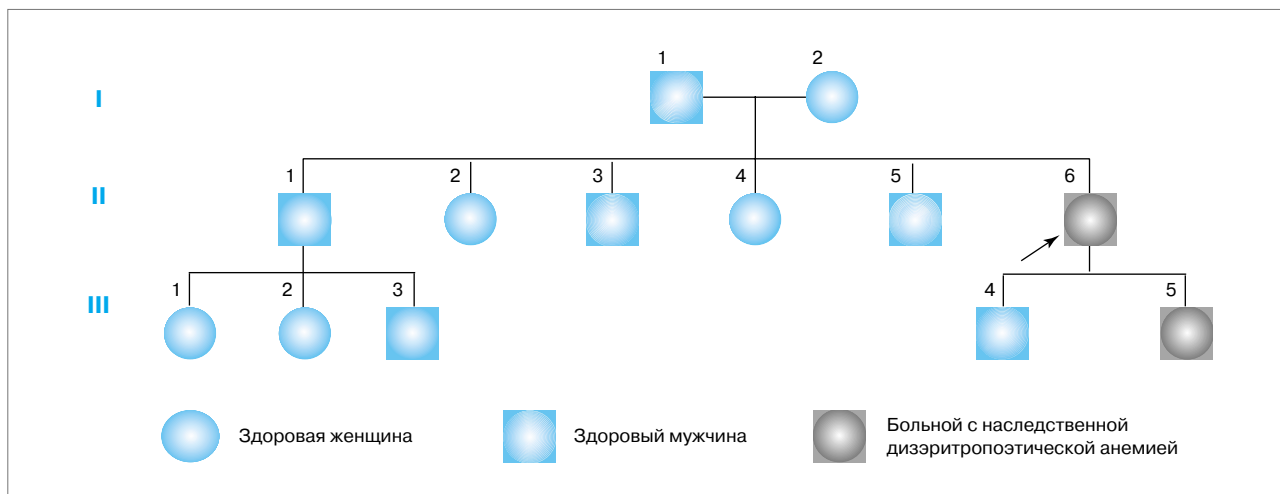 1 2
I
1 2 3 4 5 6
II
1 2 3 4 5
III
Здоровая женщина
Здоровый мужчина
Больной с наследственной
дизэритропоэтической анемией